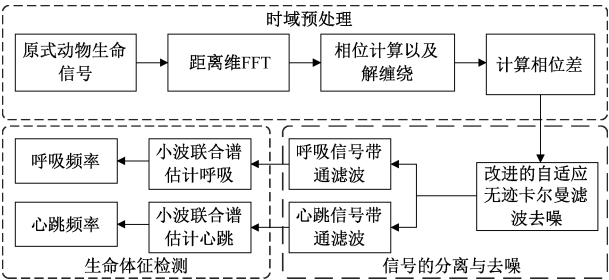 时域预处理
原式动物生命
信号
距离维FFT
相位计算以及
解缠绕
计算相位差
呼吸频率
小波联合谱
估计呼吸
呼吸信号带
通滤波
改进的自适应
无迹卡尔曼滤
波去噪
心跳频率
小波联合谱
估计心跳
心跳信号带
通滤波
生命体征检测
信号的分离与去噪